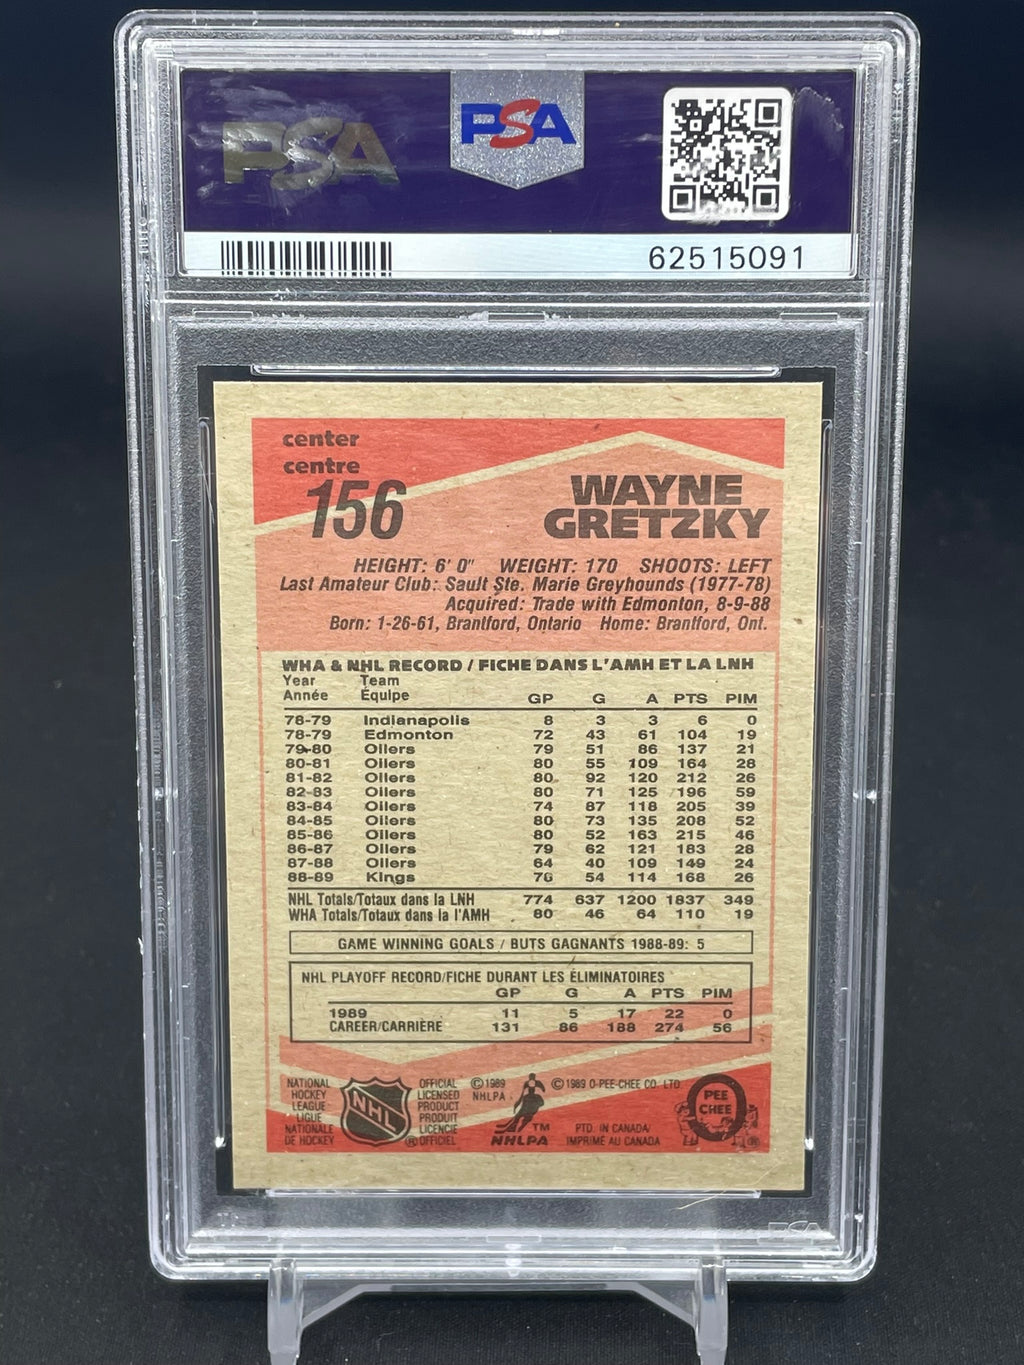 PSA
PSA
62515091
center
centre
156
WAYNE
GRETZKY
HEIGHT: 6' 0" WEIGHT: 170 SHOOTS: LEFT
Last Amateur Club: Sault Ste. Marie Greyhounds (1977-78)
Acquired: Trade with Edmonton, 8-9-88
Born: 1-26-61, Brantford, Ontario Home: Brantford, Ont.
WHA & NHL RECORD / FICHE DANS L'AMH ET LA LNH
Year Team
Année Équipe GP G A PTS PIM
78-79 Indianapolis 8 3 3 6 0
78-79 Edmonton 72 43 61 104 19
79-80 Oilers 79 51 86 137 21
80-81 Oilers 80 55 109 164 28
81-82 Oilers 80 92 120 212 26
82-83 Oilers 80 71 125 196 59
83-84 Oilers 74 87 118 205 39
84-85 Oilers 80 73 135 208 52
85-86 Oilers 80 52 163 215 46
86-87 Oilers 79 62 121 183 28
87-88 Oilers 64 40 109 149 24
88-89 Kings 78 54 114 168 26
NHL Totals/Totaux dans la LNH 774 637 1200 1837 349
WHA Totals/Totaux dans la l'AMH 80 46 64 110 19
GAME WINNING GOALS / BUTS GAGNANTS 1988-89: 5
NHL PLAYOFF RECORD/FICHE DURANT LES ÉLIMINATOIRES
GP G A PTS PIM
1989 11 5 17 22 0
CAREER/CARRIÈRE 131 86 188 274 56
NATIONAL
HOCKEY
LEAGUE
LIGUE
NATIONALE
DE HOCKEY
NHL
OFFICIAL
LICENSED
PRODUCT
PRODUIT
LICENCIE
® OFFICIEL
© 1989
NHLPA
TM
NHLPA
© 1989 O-PEE-CHEE CO. LTD.
PTD. IN CANADA/
IMPRIMÉ AU CANADA
O
PEE
CHEE
®
PSA